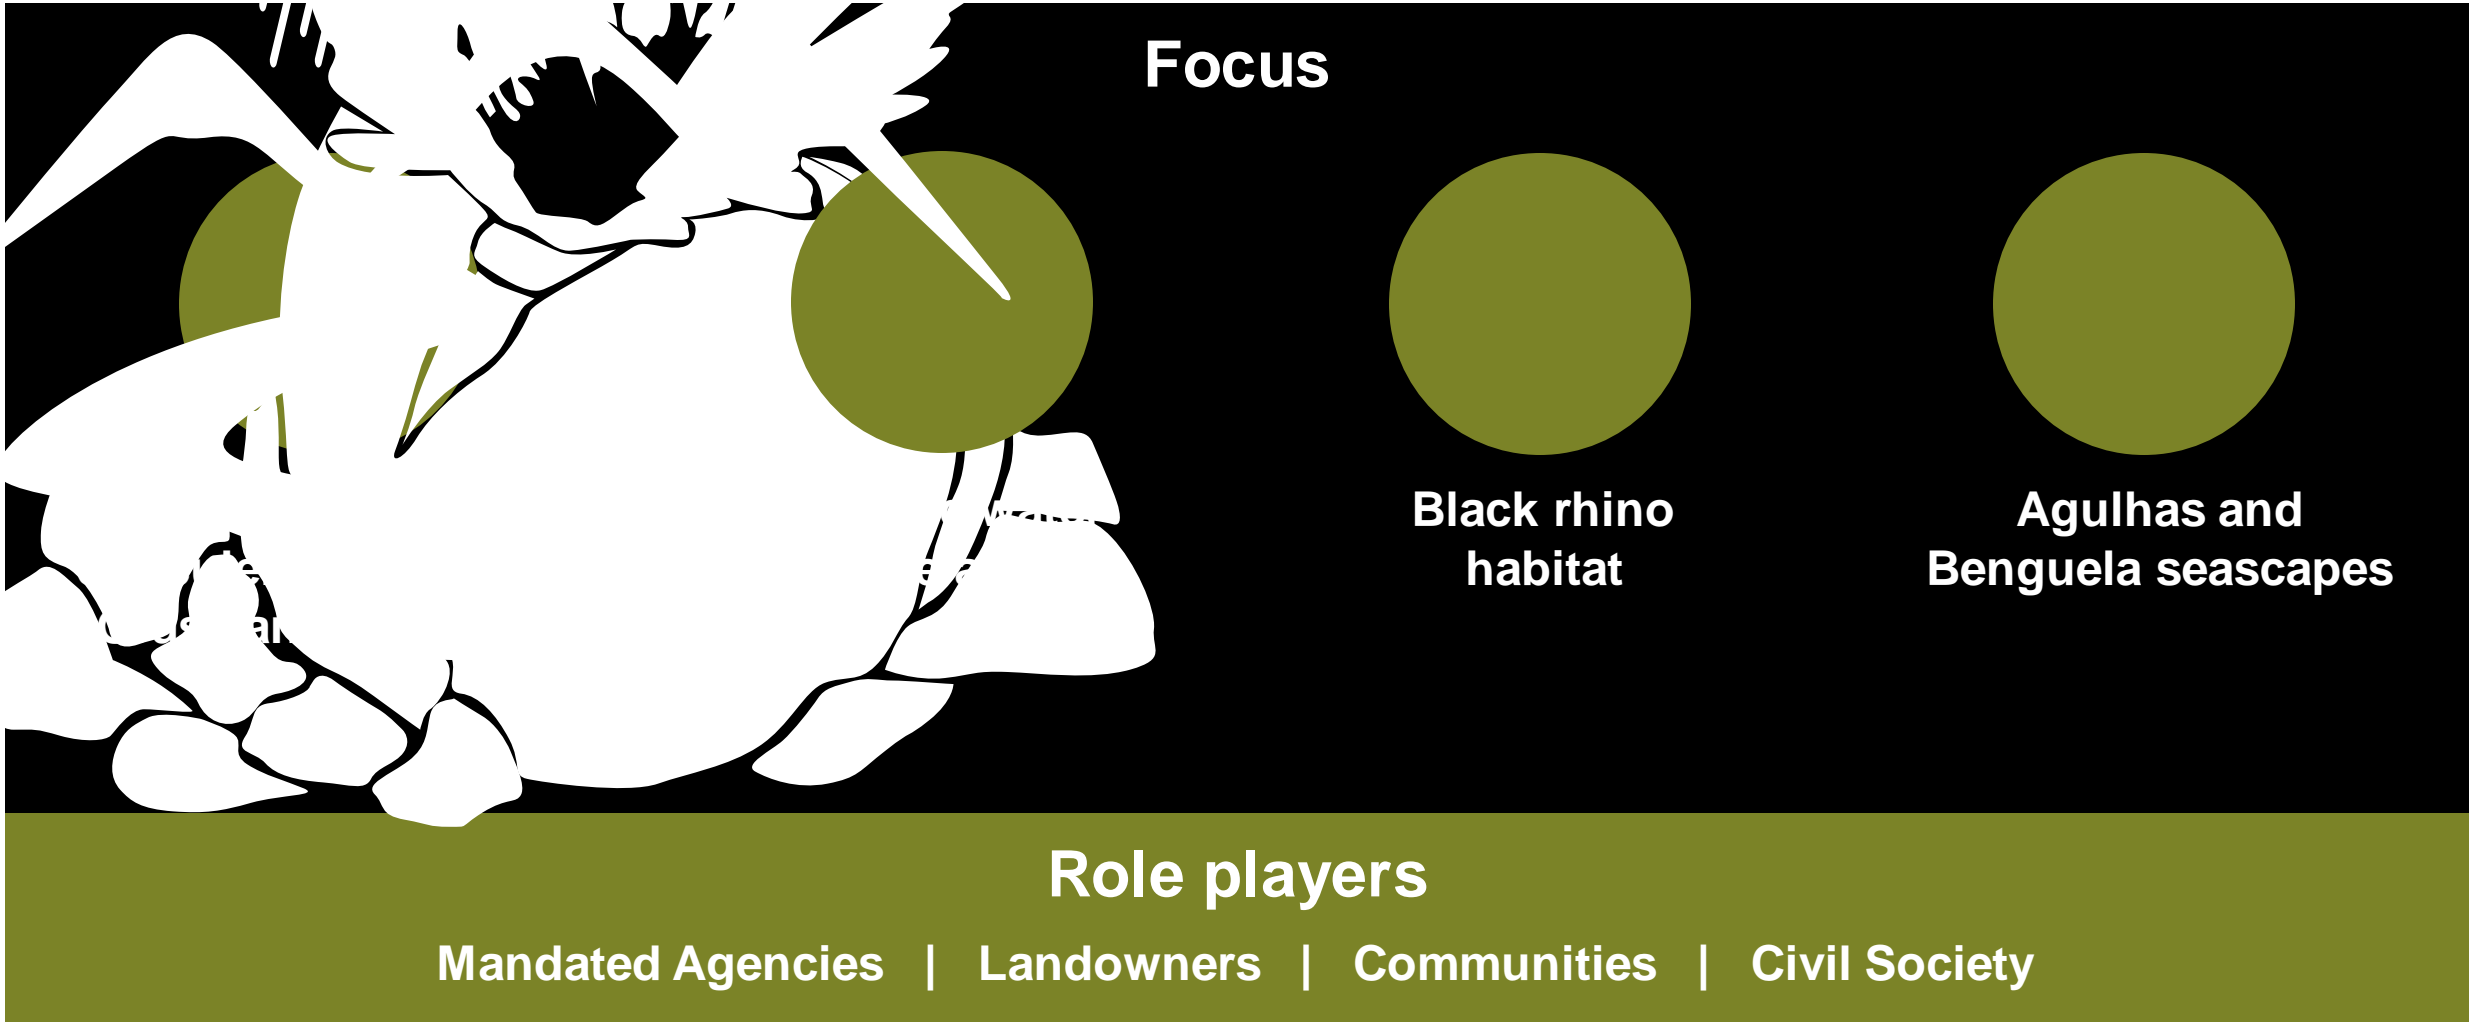 Focus
Black rhino
habitat
Agulhas and
Benguela seascapes
Role players
Mandated Agencies | Landowners | Communities | Civil Society